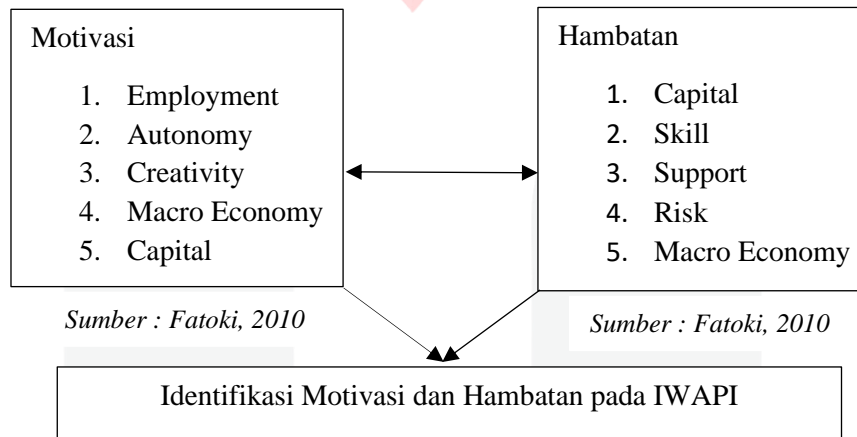 Motivasi
1. Employment
2. Autonomy
3. Creativity
4. Macro Economy
5. Capital
Sumber : Fatoki, 2010
Hambatan
1. Capital
2. Skill
3. Support
4. Risk
5. Macro Economy
Sumber : Fatoki, 2010
Identifikasi Motivasi dan Hambatan pada IWAPI